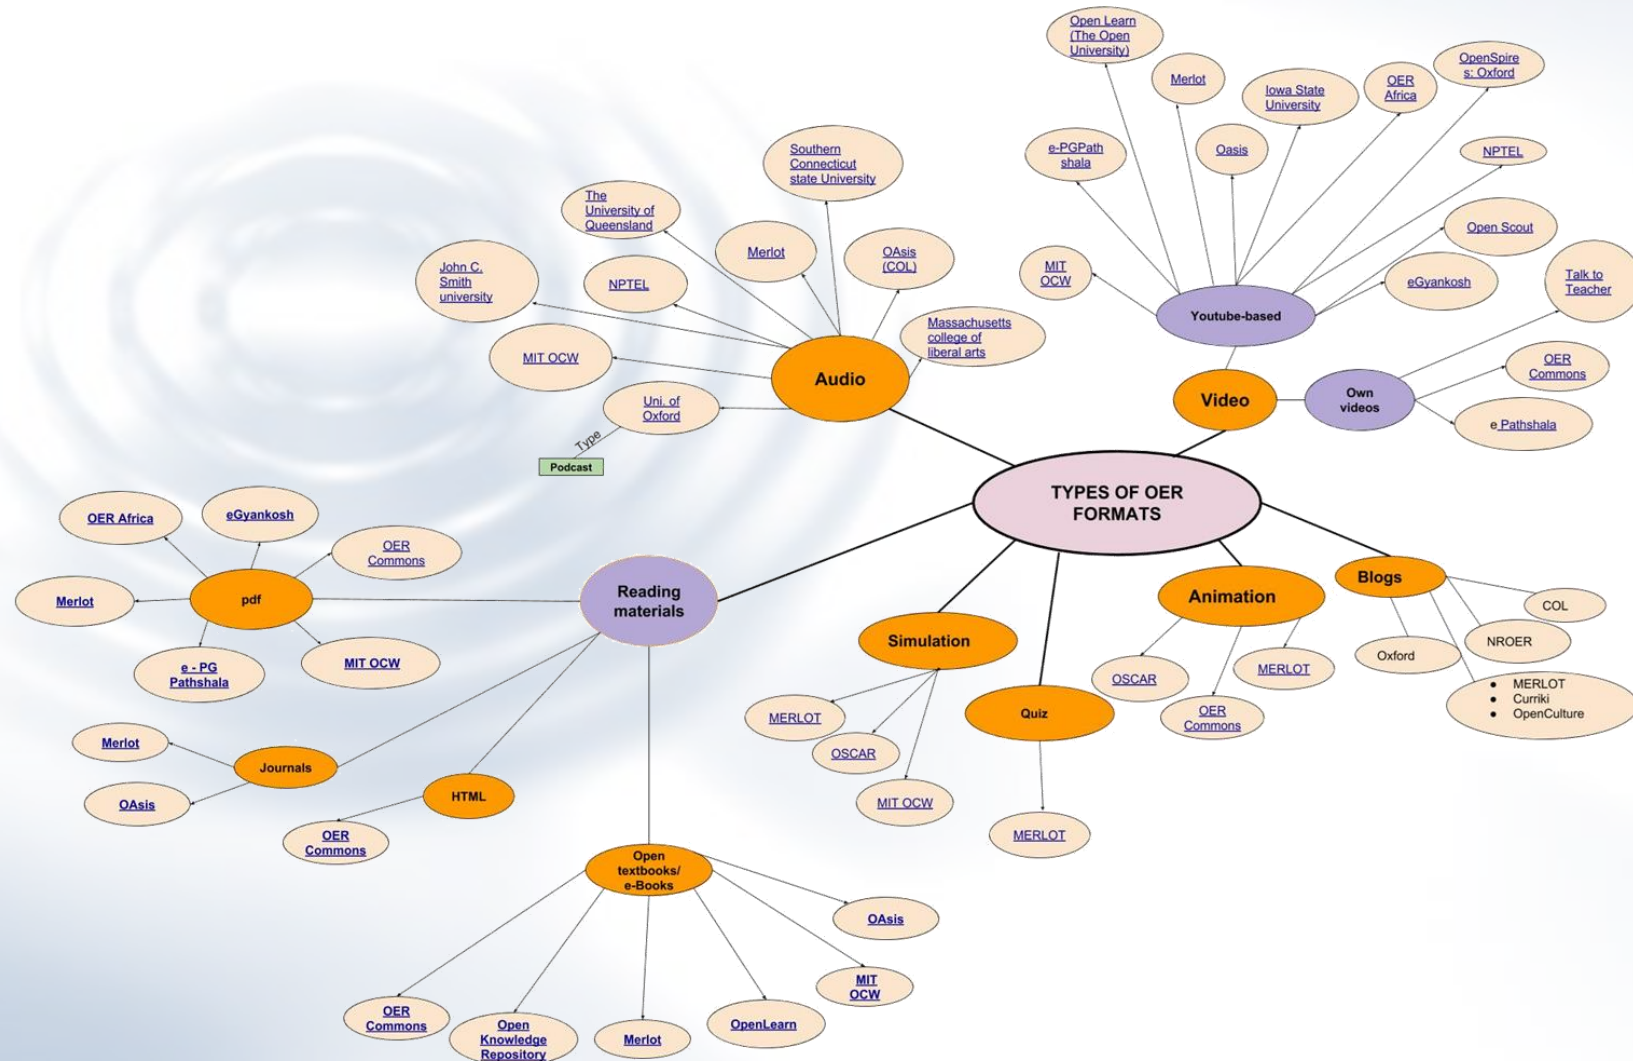 Open Learn
(The Open
University)
Merlot
Iowa State
University
OER
Africa
OpenSpire
s: Oxford
e-PGPath
shala
Oasis
NPTEL
MIT
OCW
Open Scout
eGyankosh
Youtube-based
Talk to
Teacher
Video
Own
videos
OER
Commons
e Pathshala
Southern
Connecticut
state University
The
University of
Queensland
Merlot
OAsis
(COL)
John C.
Smith
university
NPTEL
Massachusetts
college of
liberal arts
MIT OCW
Audio
Uni. of
Oxford
Type
Podcast
TYPES OF OER
FORMATS
OER Africa
eGyankosh
OER
Commons
Merlot
pdf
e - PG
Pathshala
MIT OCW
Reading
materials
Merlot
Journals
OAsis
HTML
OER
Commons
Open
textbooks/
e-Books
OAsis
MIT
OCW
OER
Commons
Open
Knowledge
Repository
Merlot
OpenLearn
Simulation
MERLOT
OSCAR
MIT OCW
Quiz
MERLOT
Animation
OSCAR
OER
Commons
MERLOT
Blogs
COL
NROER
Oxford
● MERLOT
● Curriki
● OpenCulture